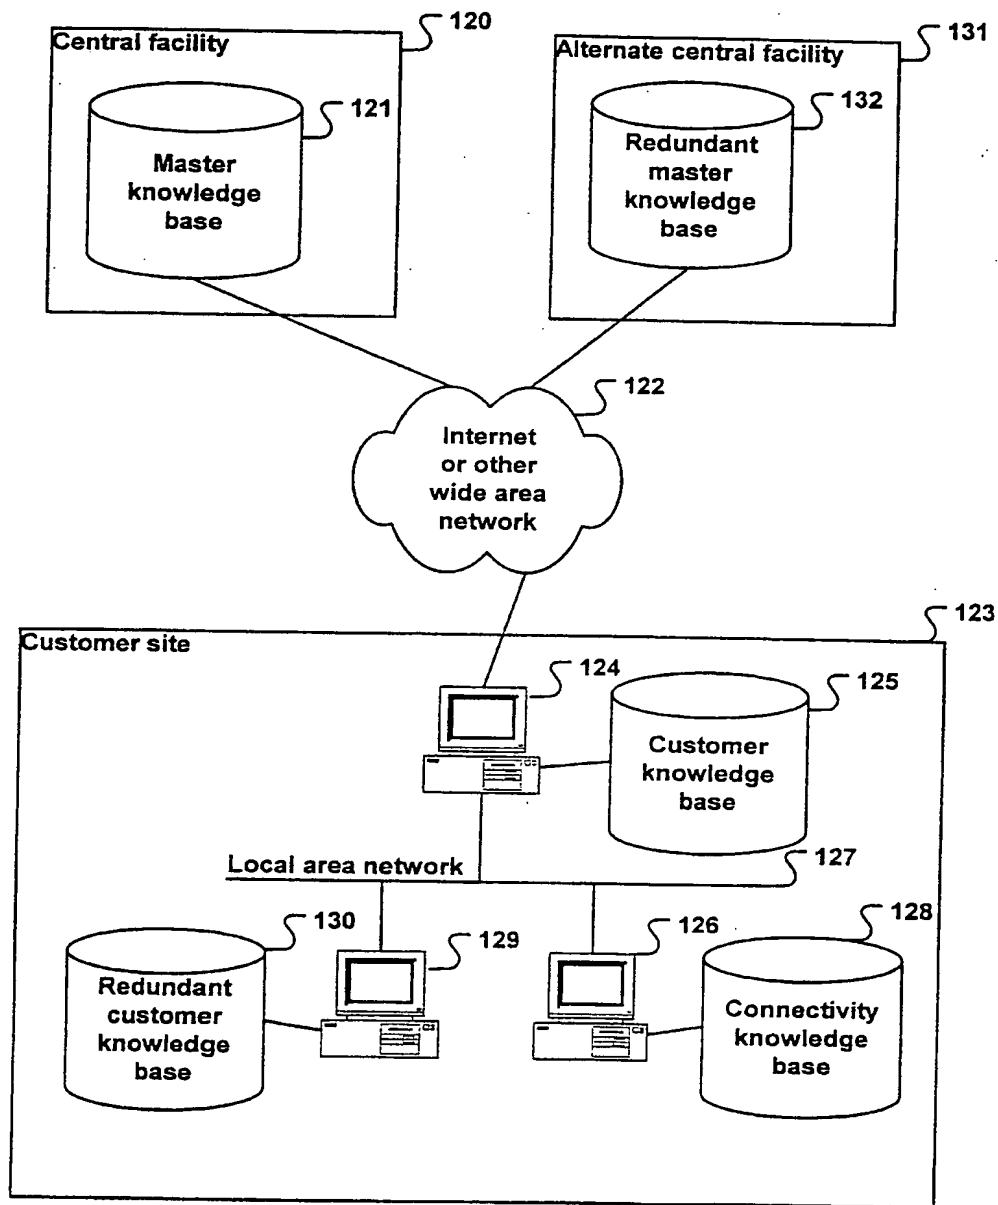 120
131
Central facility
Alternate central facility
121
132
Master
knowledge
base
Redundant
master
knowledge
base
122
Internet
or other
wide area
network
123
Customer site
124
125
Customer
knowledge
base
Local area network
127
130
129
126
128
Redundant
customer
knowledge
base
Connectivity
knowledge
base